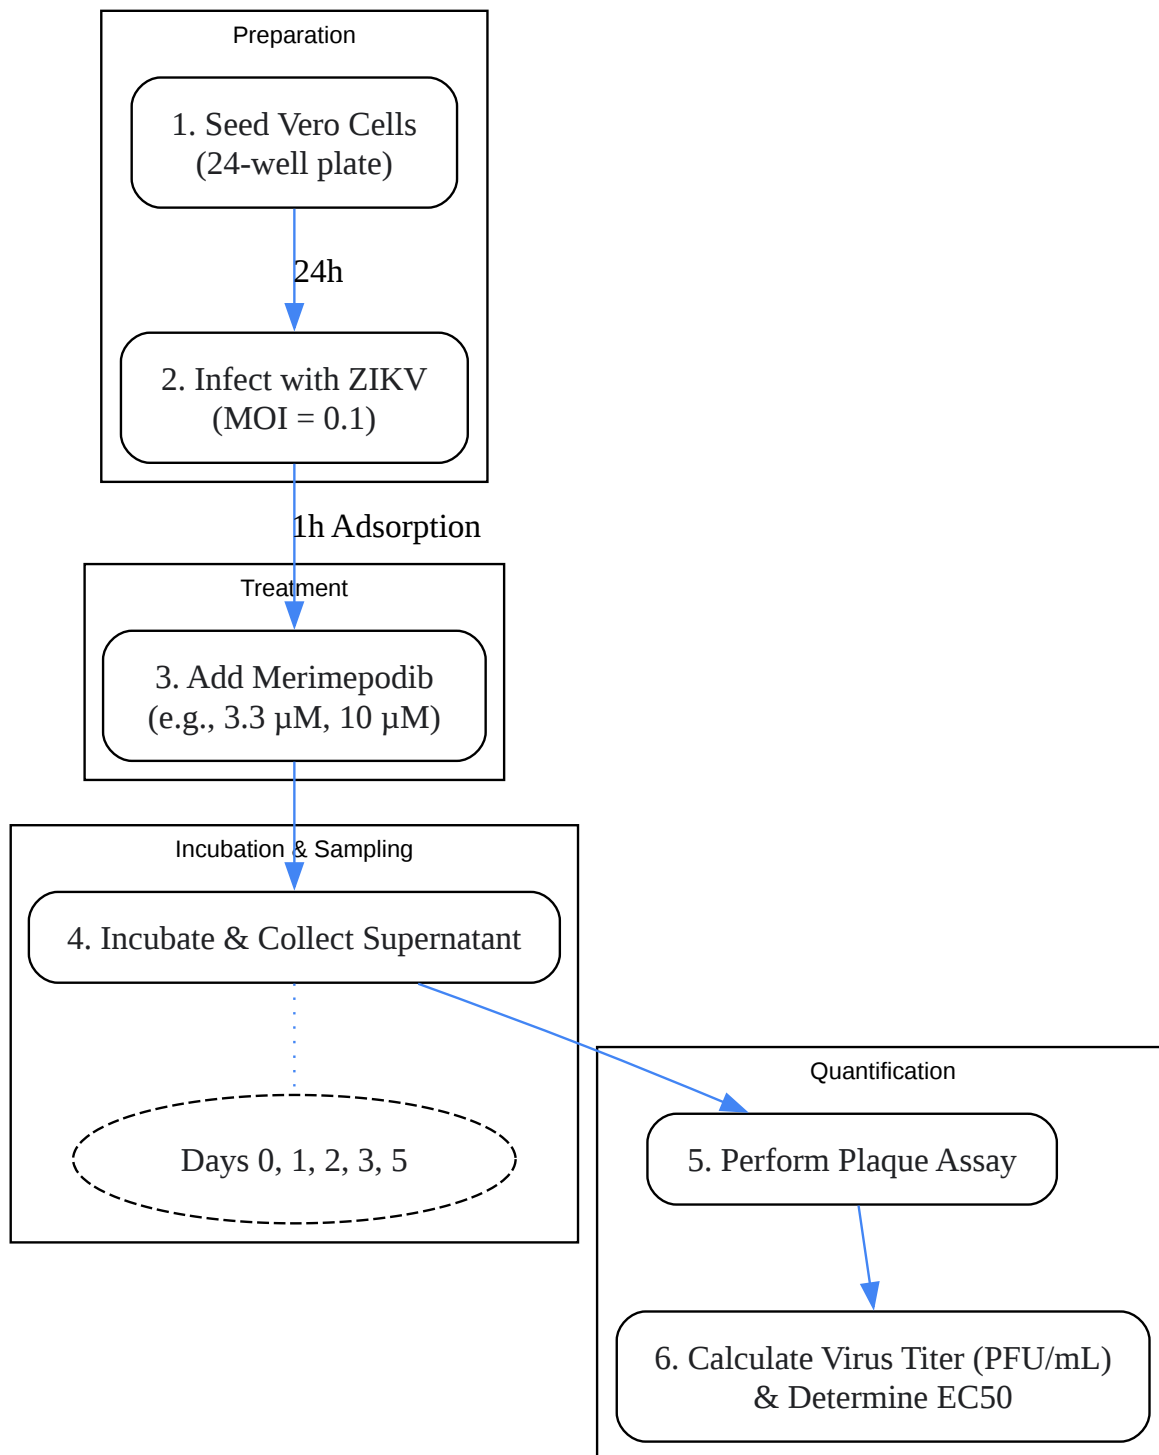 Preparation
1. Seed Vero Cells
(24-well plate)
24h
2. Infect with ZIKV
(MOI = 0.1)
1h Adsorption
Treatment
3. Add Merimepodib
(e.g., 3.3 µM, 10 µM)
Incubation & Sampling
4. Incubate & Collect Supernatant
Days 0, 1, 2, 3, 5
Quantification
5. Perform Plaque Assay
6. Calculate Virus Titer (PFU/mL)
& Determine EC50